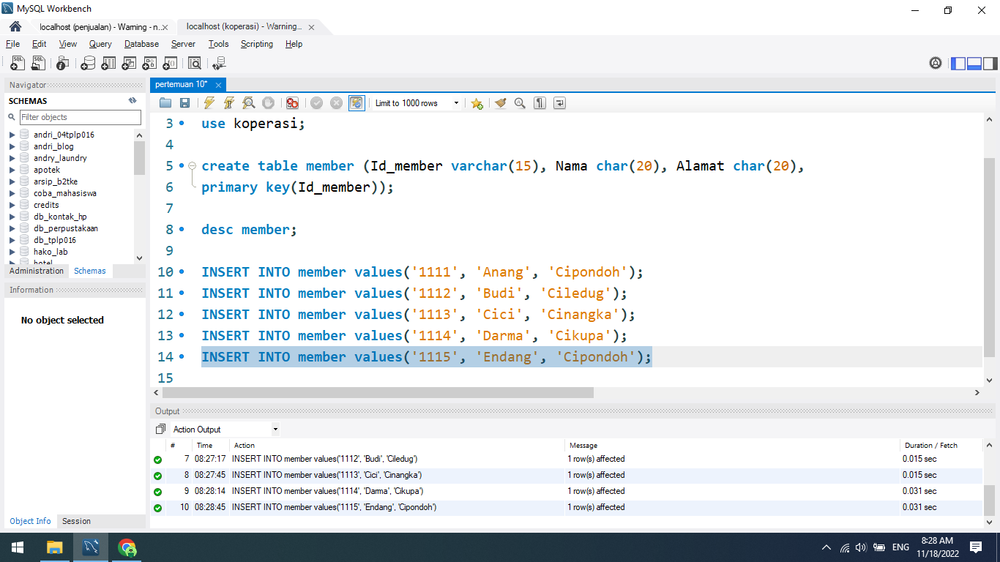 MySQL Workbench
localhost (penjualan) - Warning - n...
localhost (koperasi) - Warning...
File Edit View Query Database Server Tools Scripting Help
Navigator
SCHEMAS
Filter objects
andri_04tplp016
andri_blog
andry_laundry
apotek
arsip_b2tke
coba_mahasiswa
credits
db_kontak_hp
db_perpustakaan
db_tplp016
hako_lab
hotel
Administration Schemas
Information
No object selected
Object Info Session
pertemuan 10*
Limit to 1000 rows
3 use koperasi;
4
5 create table member (Id_member varchar(15), Nama char(20), Alamat char(20),
6 primary key(Id_member));
7
8 desc member;
9
10 INSERT INTO member values('1111', 'Anang', 'Cipondoh');
11 INSERT INTO member values('1112', 'Budi', 'Ciledug');
12 INSERT INTO member values('1113', 'Cici', 'Cinangka');
13 INSERT INTO member values('1114', 'Darma', 'Cikupa');
14 INSERT INTO member values('1115', 'Endang', 'Cipondoh');
15
Output
Action Output
# Time Action Message Duration / Fetch
7 08:27:17 INSERT INTO member values('1112', 'Budi', 'Ciledug') 1 row(s) affected 0.015 sec
8 08:27:45 INSERT INTO member values('1113', 'Cici', 'Cinangka') 1 row(s) affected 0.015 sec
9 08:28:14 INSERT INTO member values('1114', 'Darma', 'Cikupa') 1 row(s) affected 0.031 sec
10 08:28:45 INSERT INTO member values('1115', 'Endang', 'Cipondoh') 1 row(s) affected 0.031 sec
ENG
8:28 AM
11/18/2022